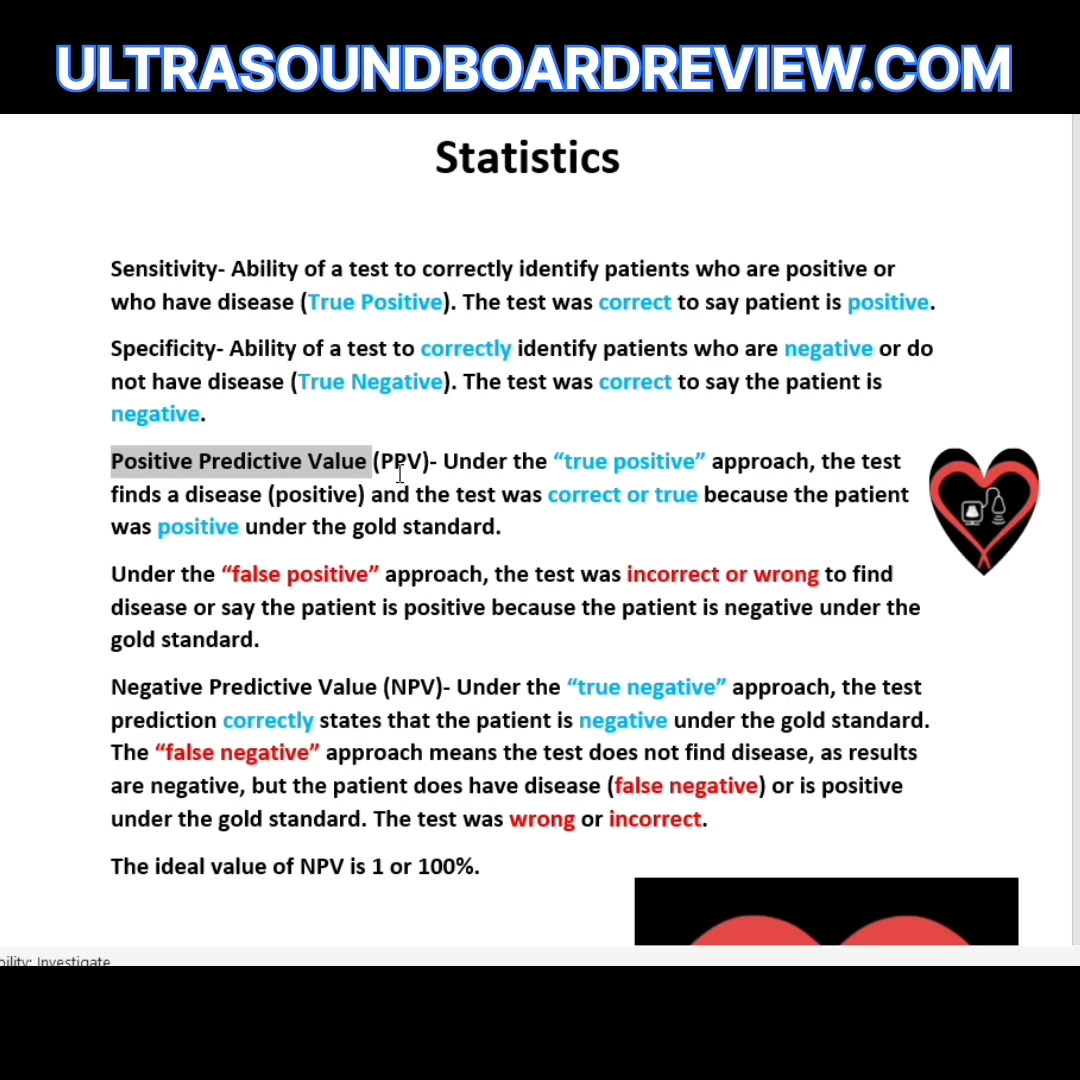 ULTRASOUNDBOARDREVIEW.COM
Statistics
Sensitivity- Ability of a test to correctly identify patients who are positive or
who have disease (True Positive). The test was correct to say patient is positive.
Specificity- Ability of a test to correctly identify patients who are negative or do
not have disease (True Negative). The test was correct to say the patient is
negative.
Positive Predictive Value (PPV)- Under the “true positive” approach, the test
finds a disease (positive) and the test was correct or true because the patient
was positive under the gold standard.
Under the “false positive” approach, the test was incorrect or wrong to find
disease or say the patient is positive because the patient is negative under the
gold standard.
Negative Predictive Value (NPV)- Under the “true negative” approach, the test
prediction correctly states that the patient is negative under the gold standard.
The “false negative” approach means the test does not find disease, as results
are negative, but the patient does have disease (false negative) or is positive
under the gold standard. The test was wrong or incorrect.
The ideal value of NPV is 1 or 100%.
bility: Investigate